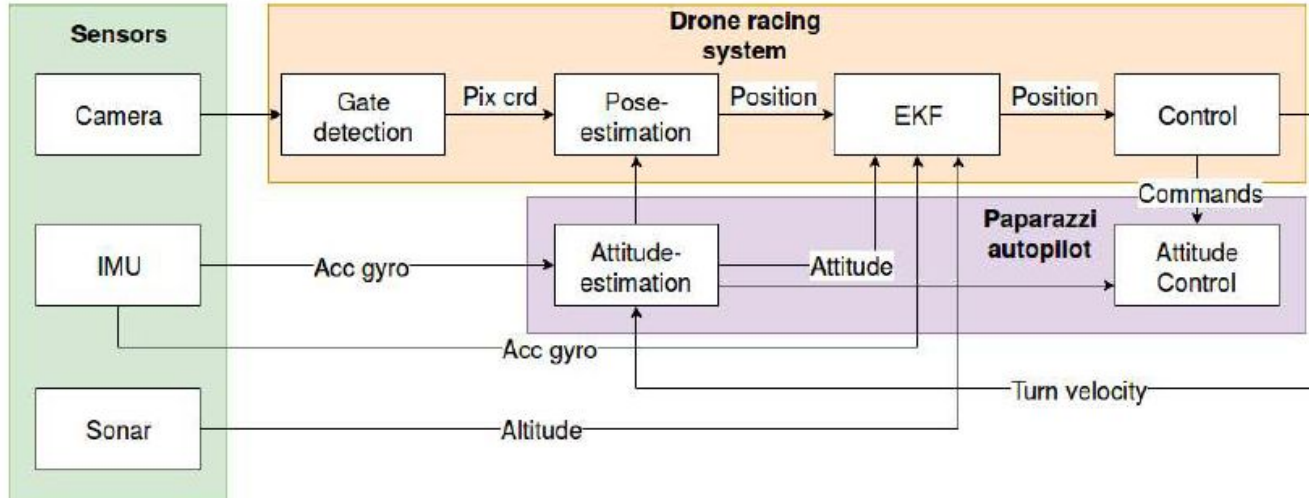 Sensors
Drone racing
system
Camera
Gate
detection
Pix crd
Pose-
estimation
Position
EKF
Position
Control
Commands
Paparazzi
autopilot
IMU
Acc gyro
Attitude-
estimation
Attitude
Attitude
Control
Acc gyro
Turn velocity
Sonar
Altitude